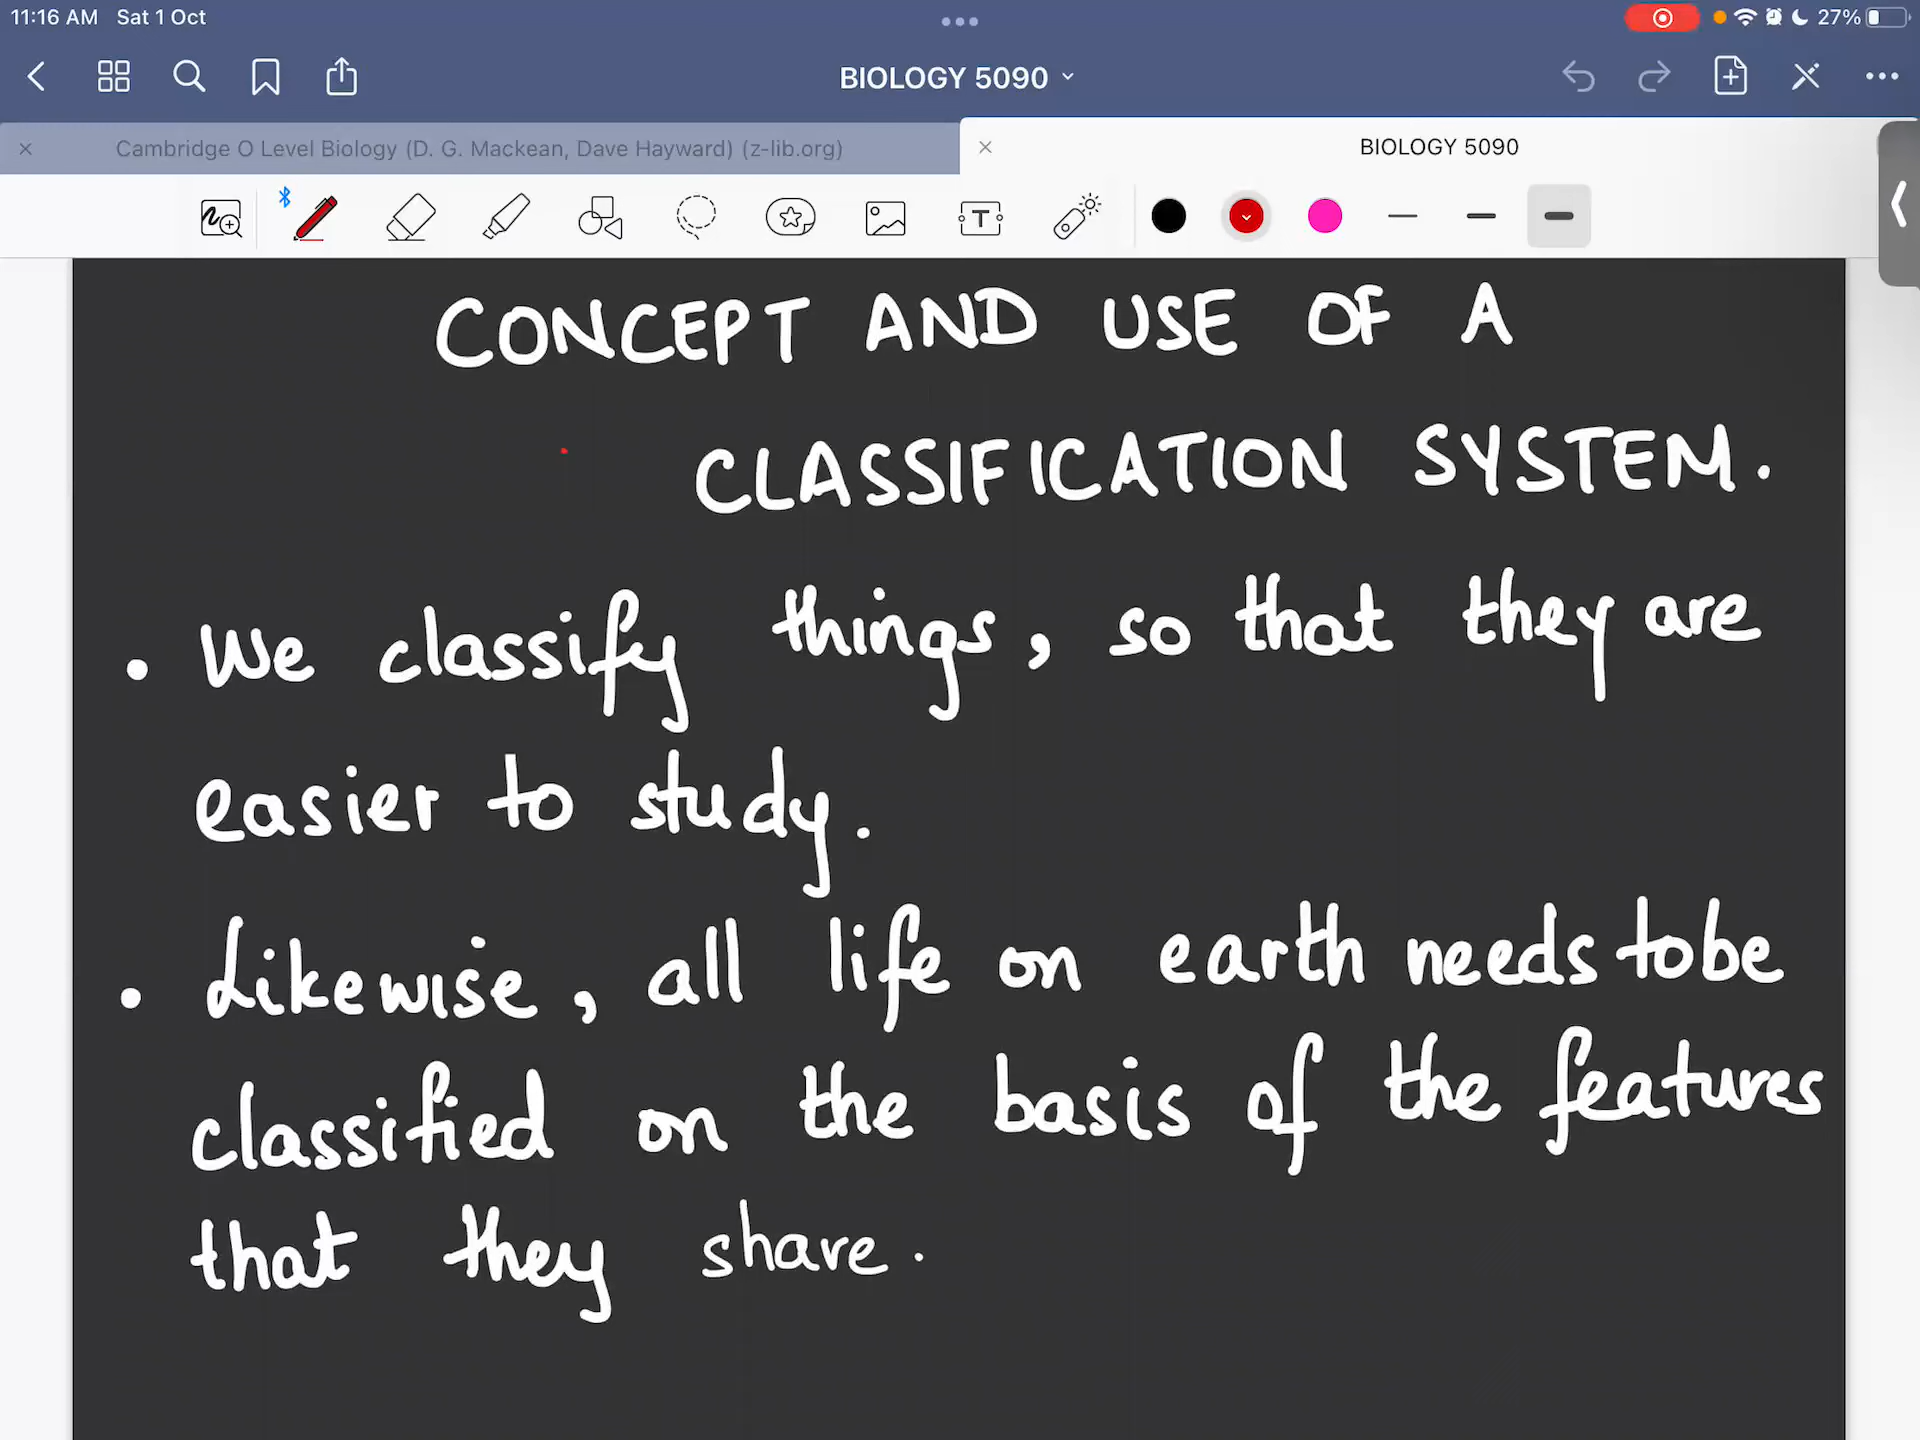 11:16 AM Sat 1 Oct
27%
BIOLOGY 5090
Cambridge O Level Biology (D. G. Mackean, Dave Hayward) (z-lib.org)
BIOLOGY 5090
T
CONCEPT AND USE OF A
CLASSIFICATION SYSTEM.
• We classify things, so that they are
easier to study.
• Likewise, all life on earth needs to be
classified on the basis of the features
that they share.